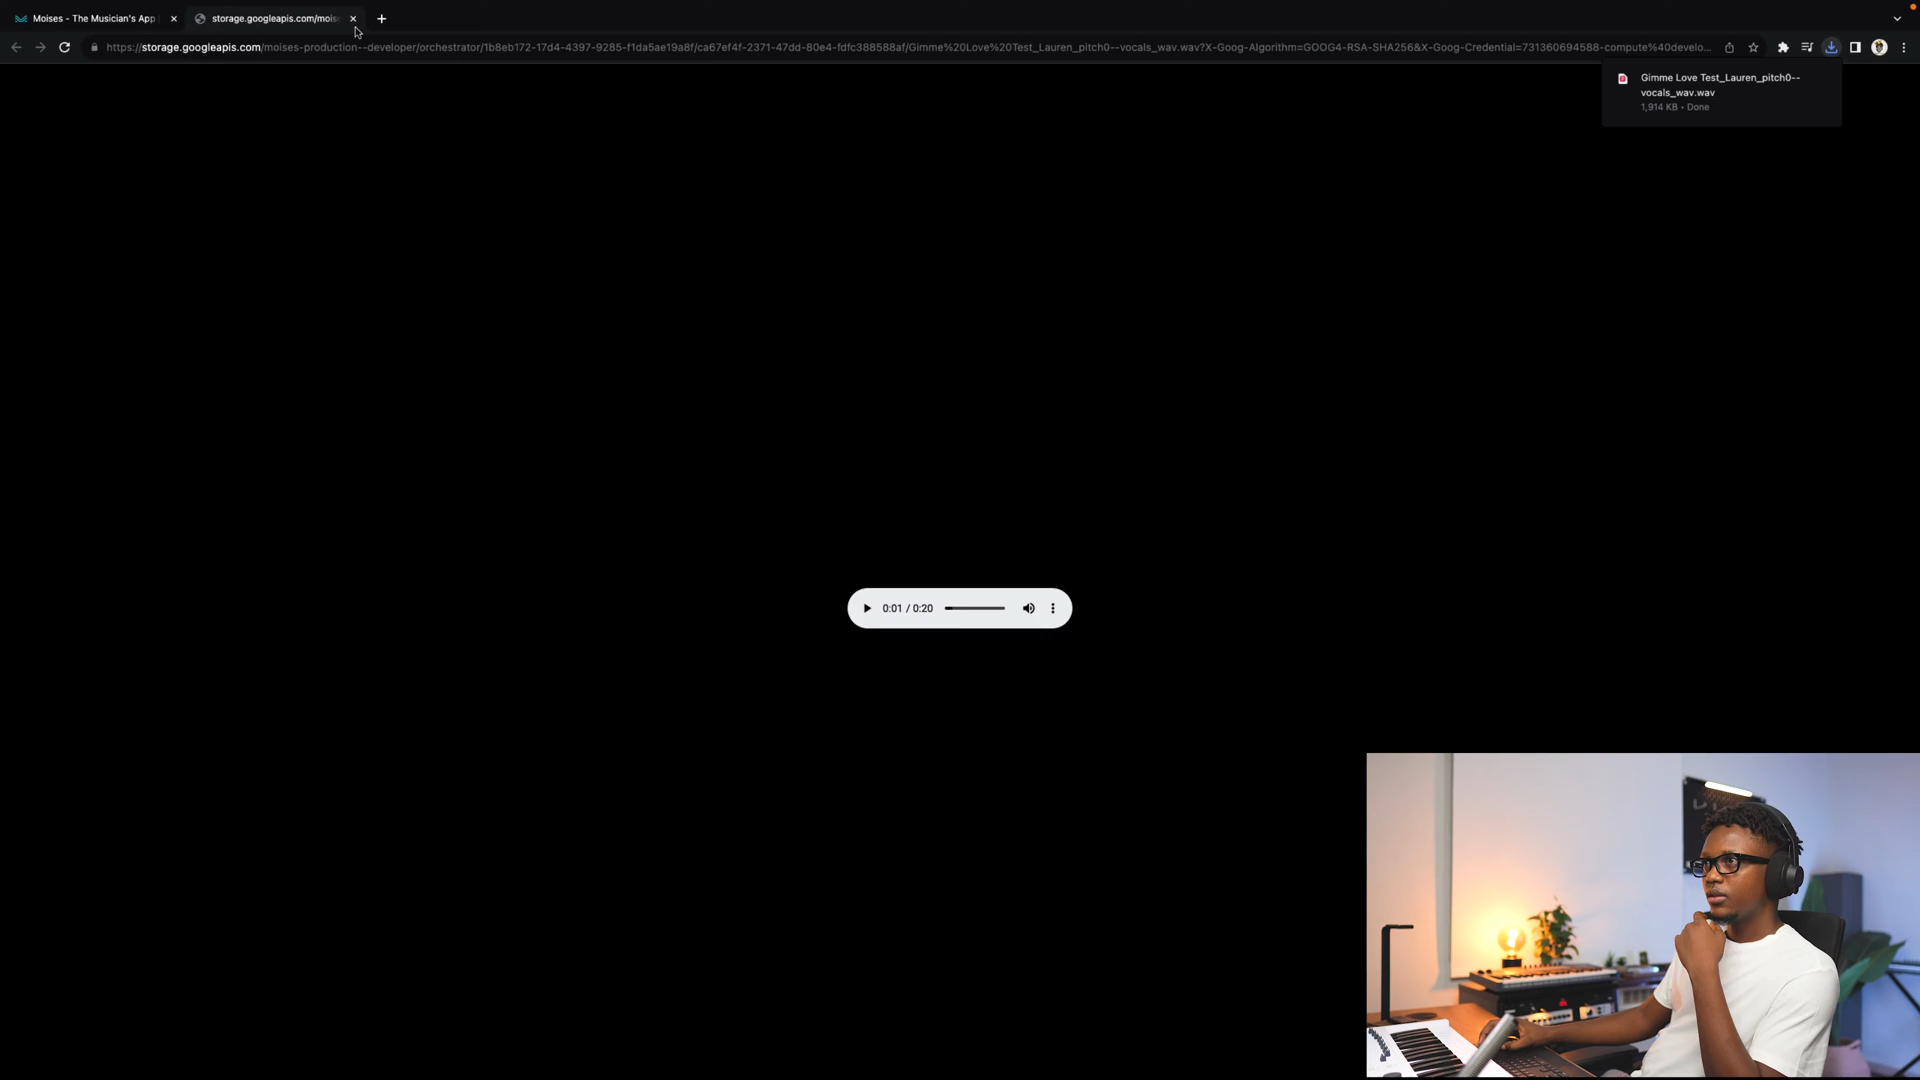 Moises - The Musician's App
storage.googleapis.com/mois
https://storage.googleapis.com/moises-production--developer/orchestrator/1b8eb172-17d4-4397-9285-f1da5ae19a8f/ca67ef4f-2371-47dd-80e4-fdfc388588af/Gimme%20Love%20Test_Lauren_pitch0--vocals_wav.wav?X-Goog-Algorithm=GOOG4-RSA-SHA256&X-Goog-Credential=731360694588-compute%40develo...
Gimme Love Test_Lauren_pitch0--
vocals_wav.wav
1,914 KB • Done
0:01 / 0:20